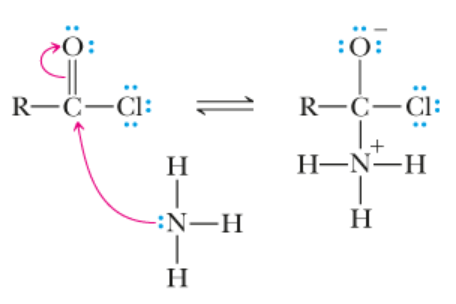 :O: :O:−
R—C—Cl: ⇌ R—C—Cl:
H H—N+—H
:N—H H
H